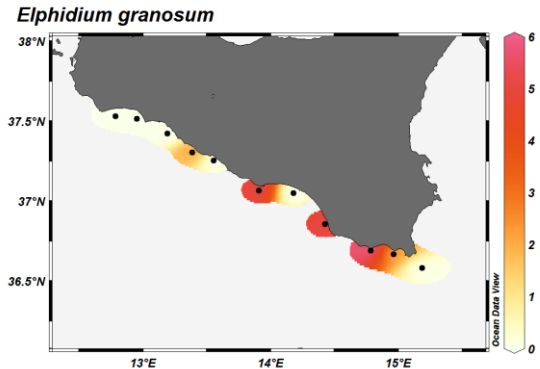 Elphidium granosum
38°N
37.5°N
37°N
36.5°N
13°E
14°E
15°E
Ocean Data View
6
5
4
3
2
1
0